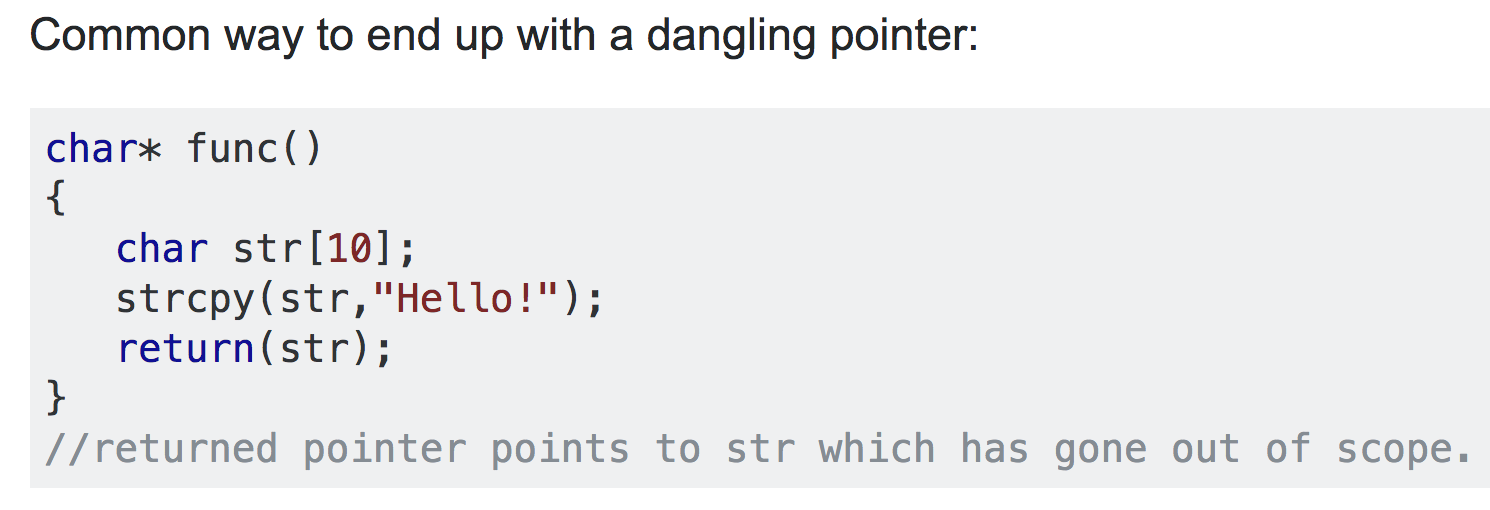 Common way to end up with a dangling pointer:
char* func()
{
   char str[10];
   strcpy(str,"Hello!");
   return(str);
}
//returned pointer points to str which has gone out of scope.